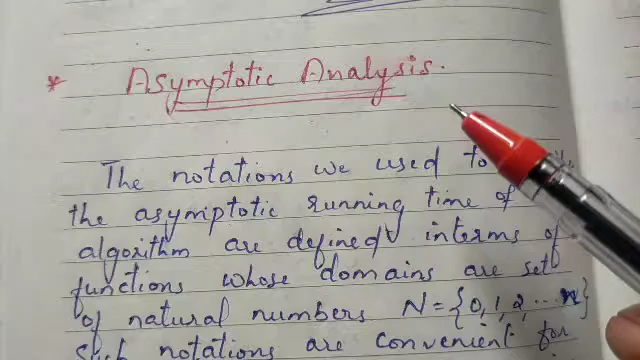 * Asymptotic Analysis.
The notations we used to
the asymptotic running time of
algorithm are defined interms of
functions whose domains are set
of natural numbers N={0,1,2,...n}
such notations are convenient for